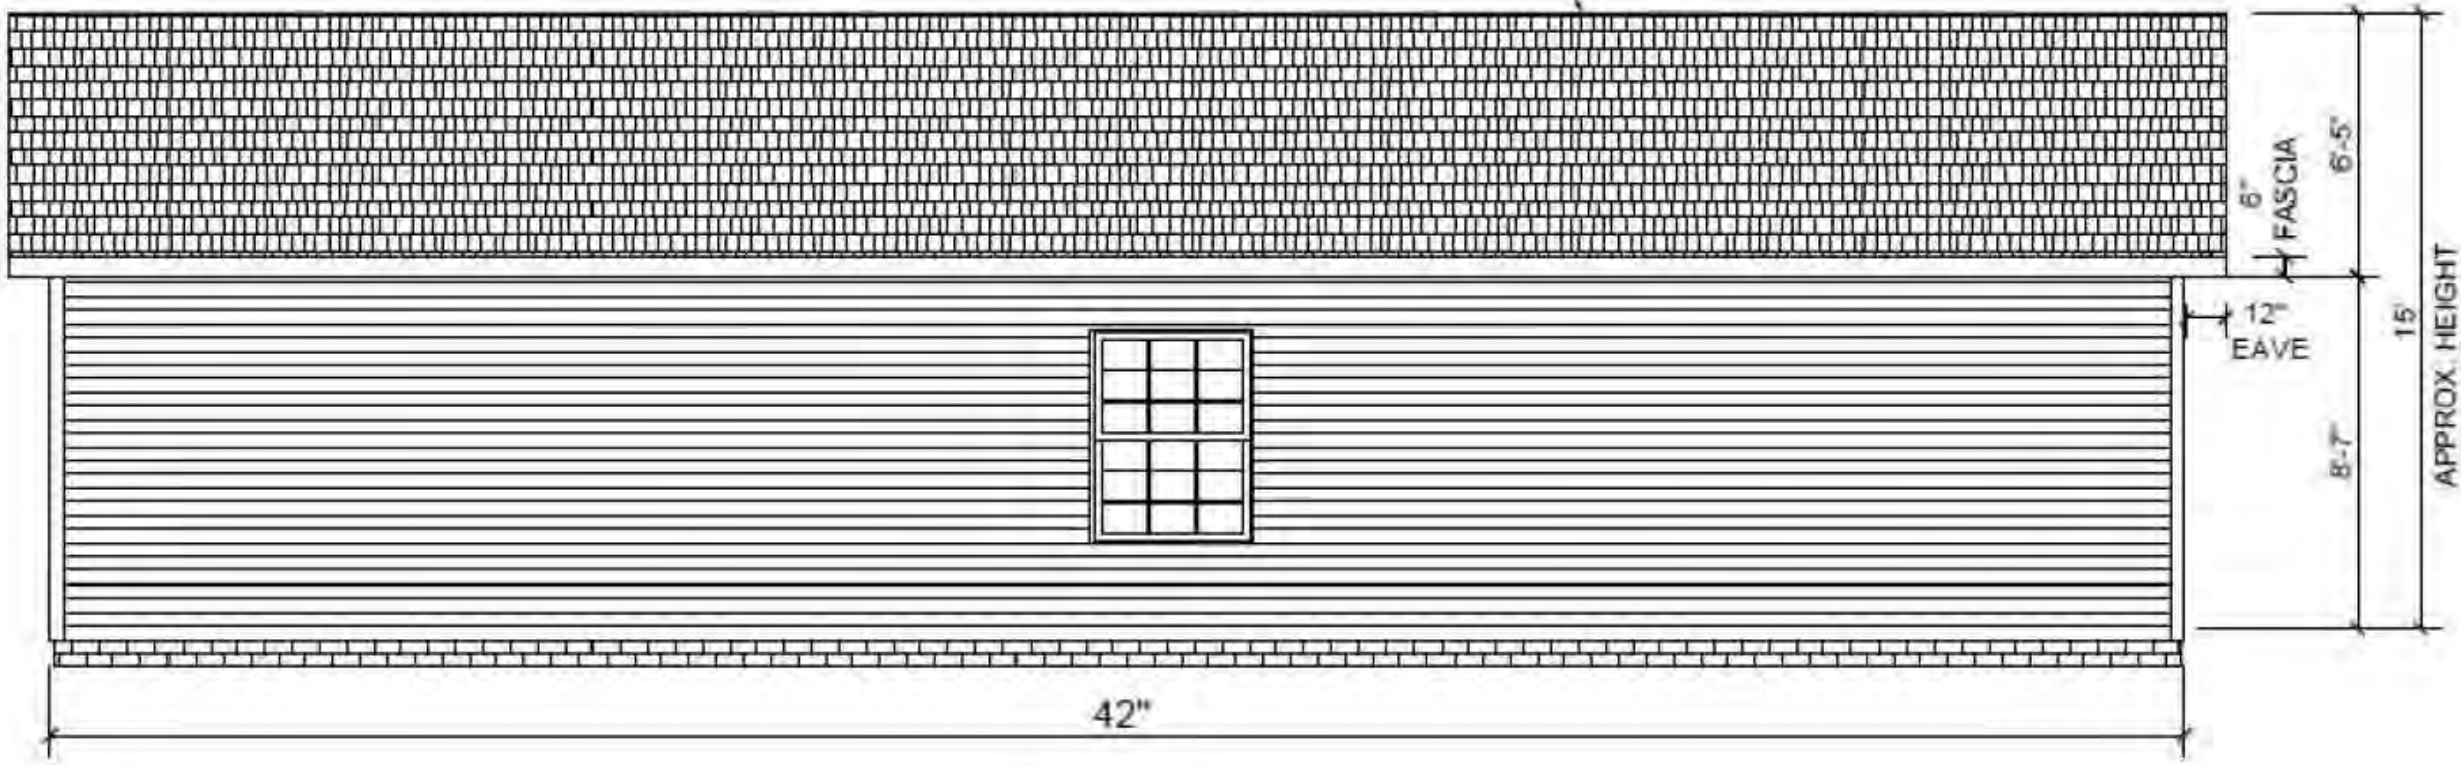 6"
FASCIA
6'-5"
12"
EAVE
15'
APPROX. HEIGHT
8'-7"
42"